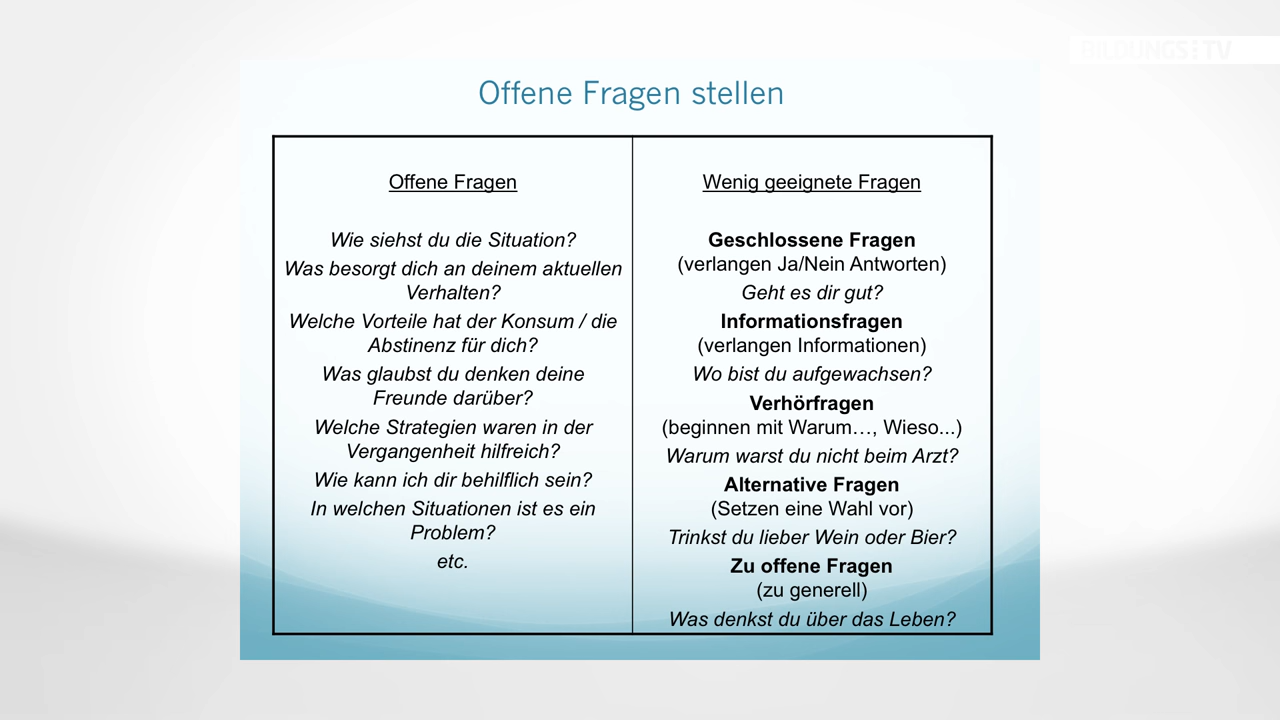 BILDUNGS TV
Offene Fragen stellen
Offene Fragen
Wie siehst du die Situation?
Was besorgt dich an deinem aktuellen
Verhalten?
Welche Vorteile hat der Konsum / die
Abstinenz für dich?
Was glaubst du denken deine
Freunde darüber?
Welche Strategien waren in der
Vergangenheit hilfreich?
Wie kann ich dir behilflich sein?
In welchen Situationen ist es ein
Problem?
etc.
Wenig geeignete Fragen
Geschlossene Fragen
(verlangen Ja/Nein Antworten)
Geht es dir gut?
Informationsfragen
(verlangen Informationen)
Wo bist du aufgewachsen?
Verhörfragen
(beginnen mit Warum…, Wieso...)
Warum warst du nicht beim Arzt?
Alternative Fragen
(Setzen eine Wahl vor)
Trinkst du lieber Wein oder Bier?
Zu offene Fragen
(zu generell)
Was denkst du über das Leben?